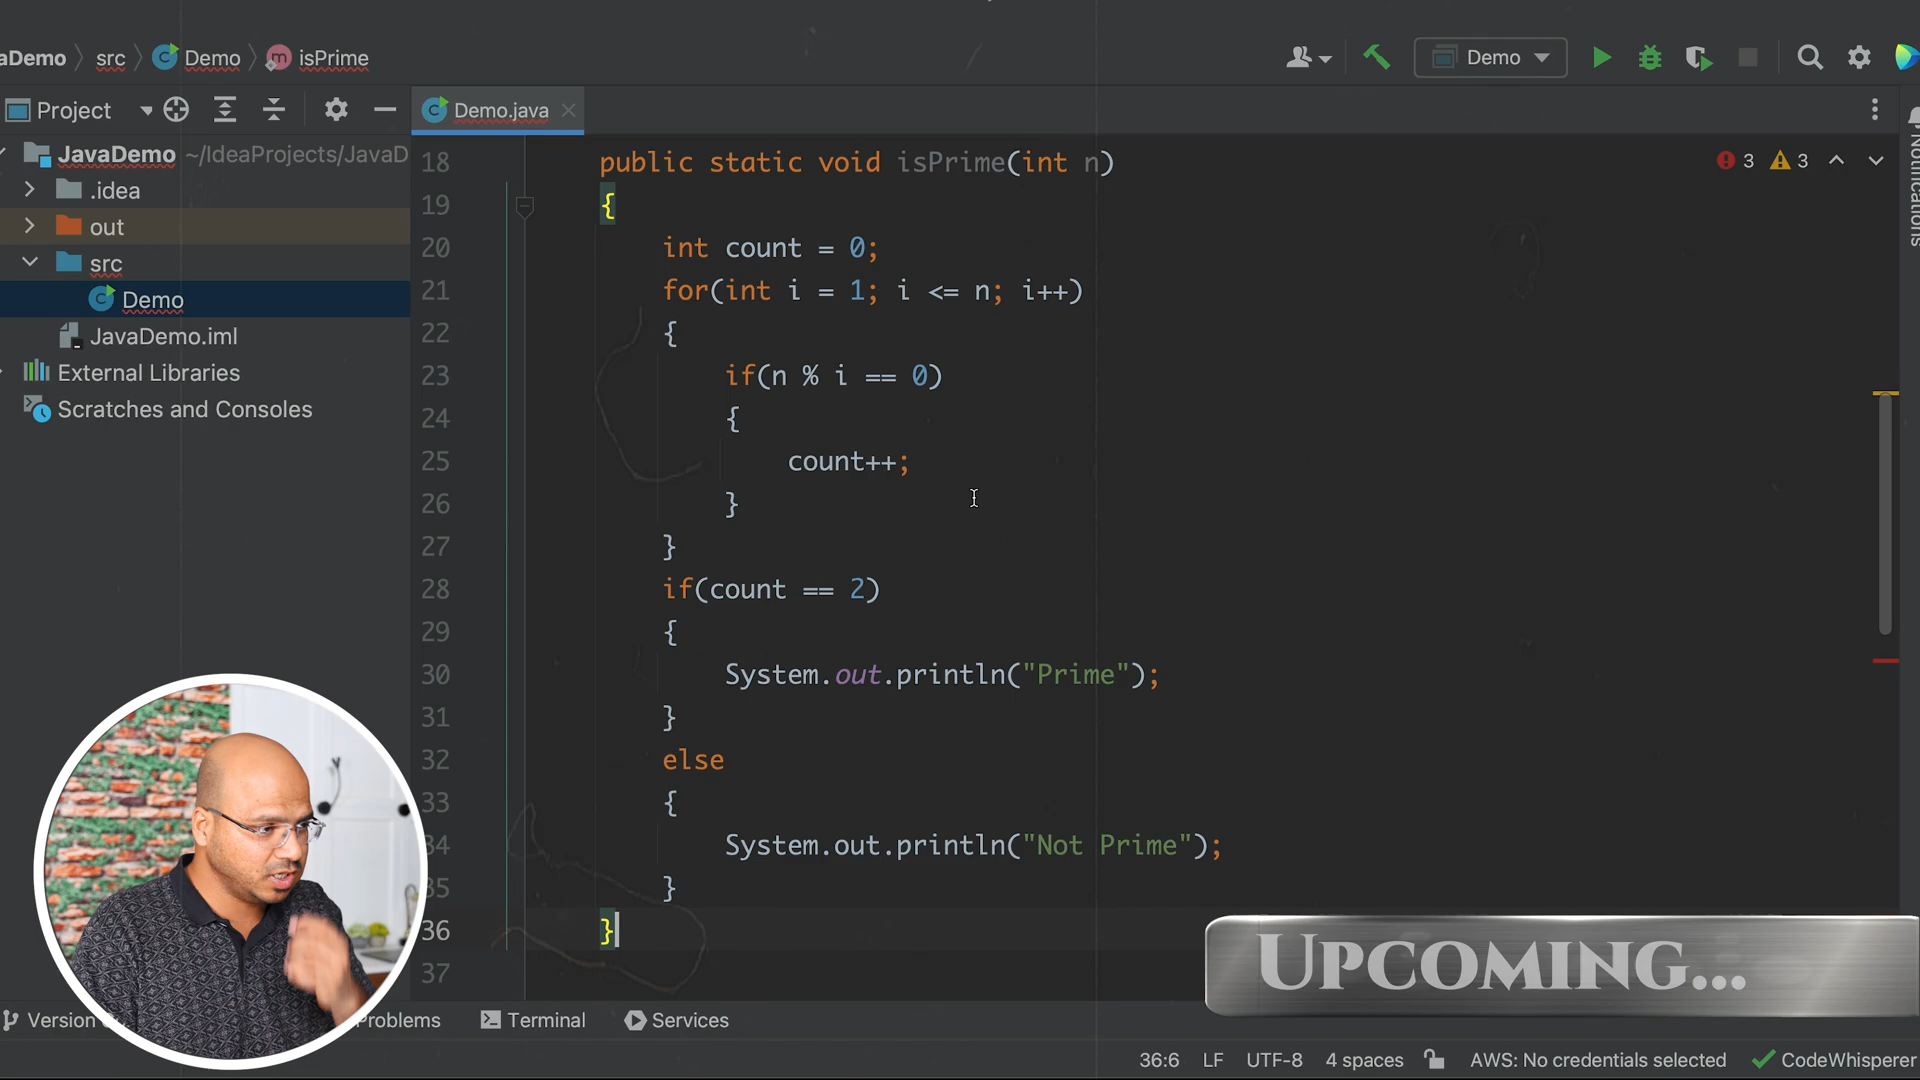 aDemo src Demo isPrime Demo
Project Demo.java
JavaDemo ~/IdeaProjects/JavaD
.idea
out
src
Demo
JavaDemo.iml
External Libraries
Scratches and Consoles
3 3
Notifications
18 public static void isPrime(int n)
19 {
20 int count = 0;
21 for(int i = 1; i <= n; i++)
22 {
23 if(n % i == 0)
24 {
25 count++;
26 }
27 }
28 if(count == 2)
29 {
30 System.out.println("Prime");
31 }
32 else
33 {
34 System.out.println("Not Prime");
35 }
36 }
37
UPCOMING...
Version Problems Terminal Services
36:6 LF UTF-8 4 spaces AWS: No credentials selected CodeWhisperer